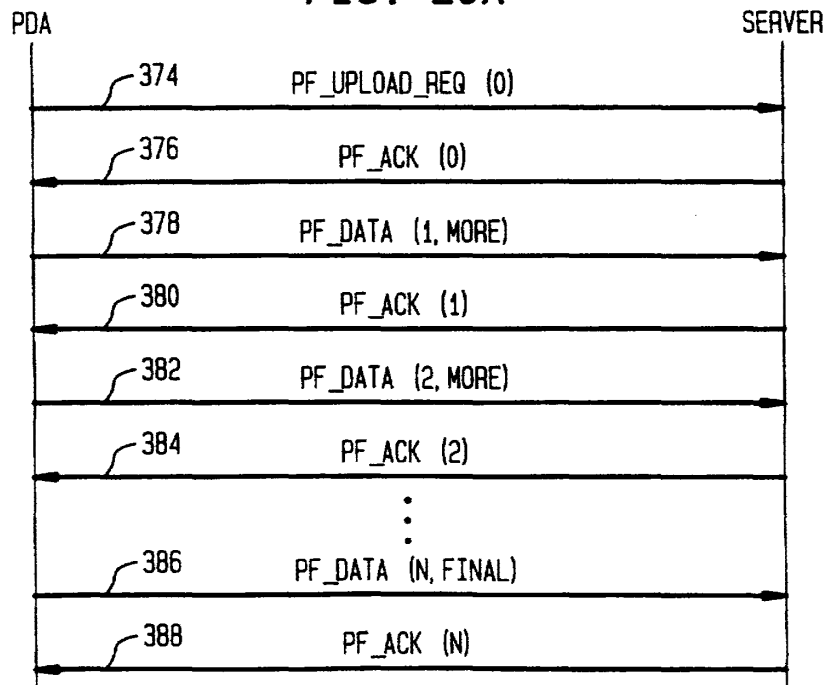 PDA
SERVER
374
PF_UPLOAD_REQ (0)
376
PF_ACK (0)
378
PF_DATA (1, MORE)
380
PF_ACK (1)
382
PF_DATA (2, MORE)
384
PF_ACK (2)
386
PF_DATA (N, FINAL)
388
PF_ACK (N)